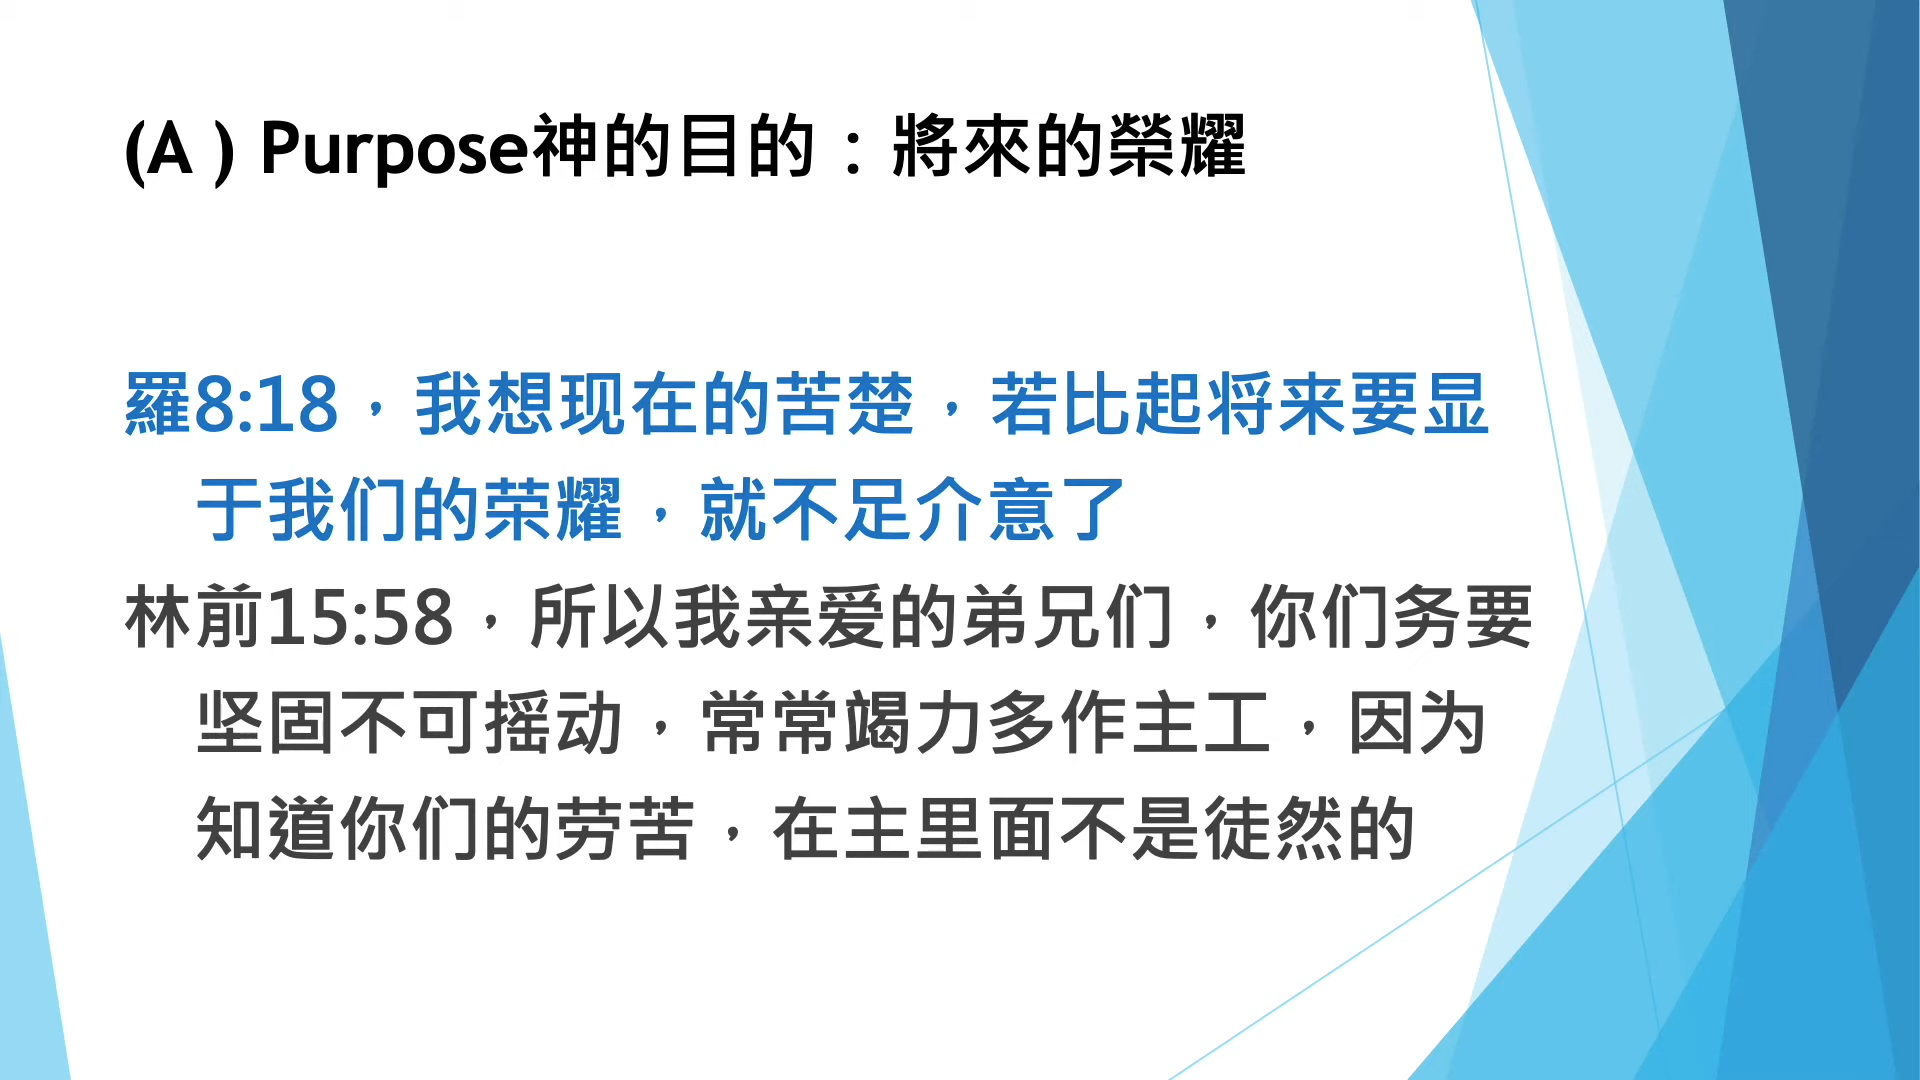 (A ) Purpose神的目的：將來的榮耀
羅8:18，我想现在的苦楚，若比起将来要显
于我们的荣耀，就不足介意了
林前15:58，所以我亲爱的弟兄们，你们务要
坚固不可摇动，常常竭力多作主工，因为
知道你们的劳苦，在主里面不是徒然的